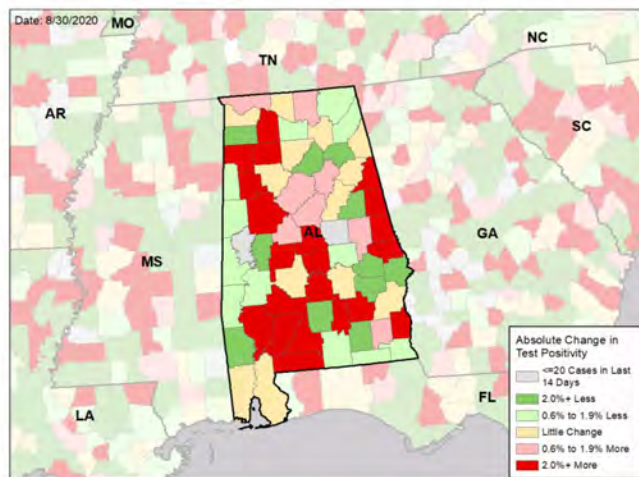 Date: 8/30/2020
MO
NC
TN
AR
SC
AL
MS
GA
LA
FL
Absolute Change in
Test Positivity
<=20 Cases in Last
14 Days
2.0%+ Less
0.6% to 1.9% Less
Little Change
0.6% to 1.9% More
2.0%+ More